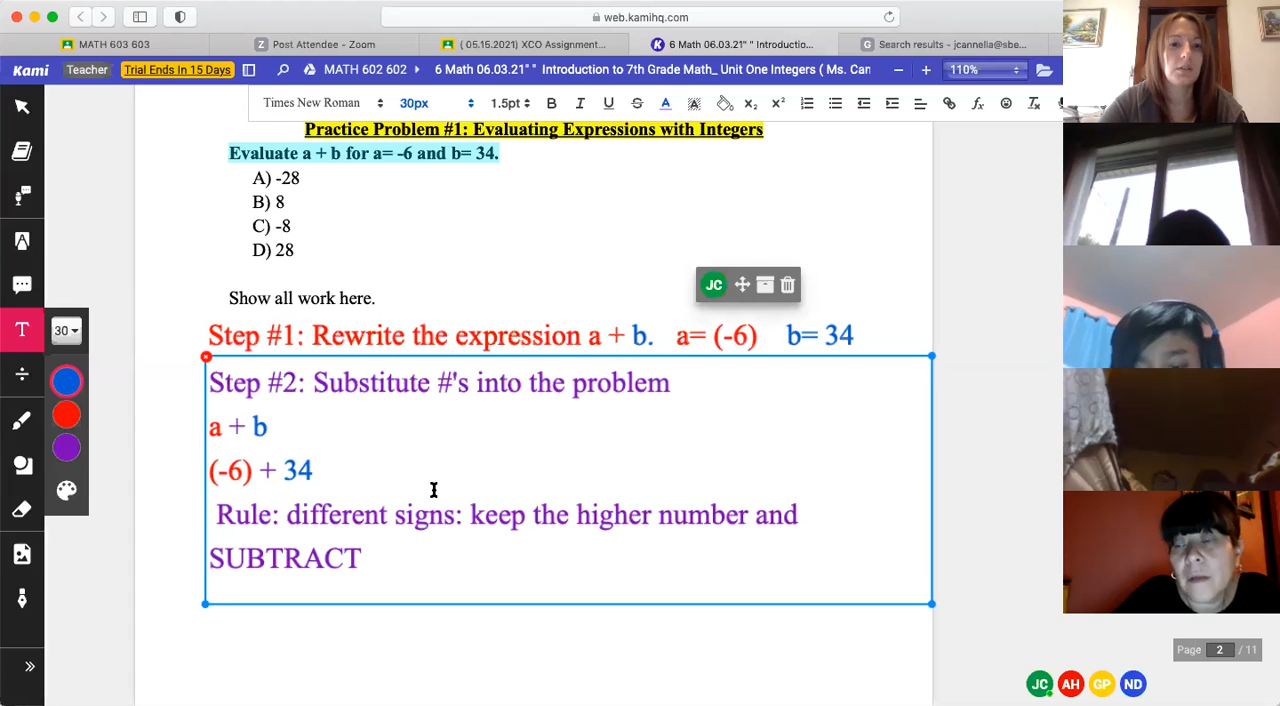 web.kamihq.com
MATH 603 603
Post Attendee - Zoom
( 05.15.2021) XCO Assignment...
6 Math 06.03.21" " Introductio...
Search results - jcannella@sbe...
Kami Teacher Trial Ends In 15 Days MATH 602 602 6 Math 06.03.21" " Introduction to 7th Grade Math_ Unit One Integers ( Ms. Can 110%
Times New Roman 30px 1.5pt
Practice Problem #1: Evaluating Expressions with Integers
Evaluate a + b for a= -6 and b= 34.
A) -28
B) 8
C) -8
D) 28
JC
Show all work here.
30
Step #1: Rewrite the expression a + b. a= (-6) b= 34
Step #2: Substitute #'s into the problem
a + b
(-6) + 34
Rule: different signs: keep the higher number and
SUBTRACT
Page 2 / 11
JC AH GP ND